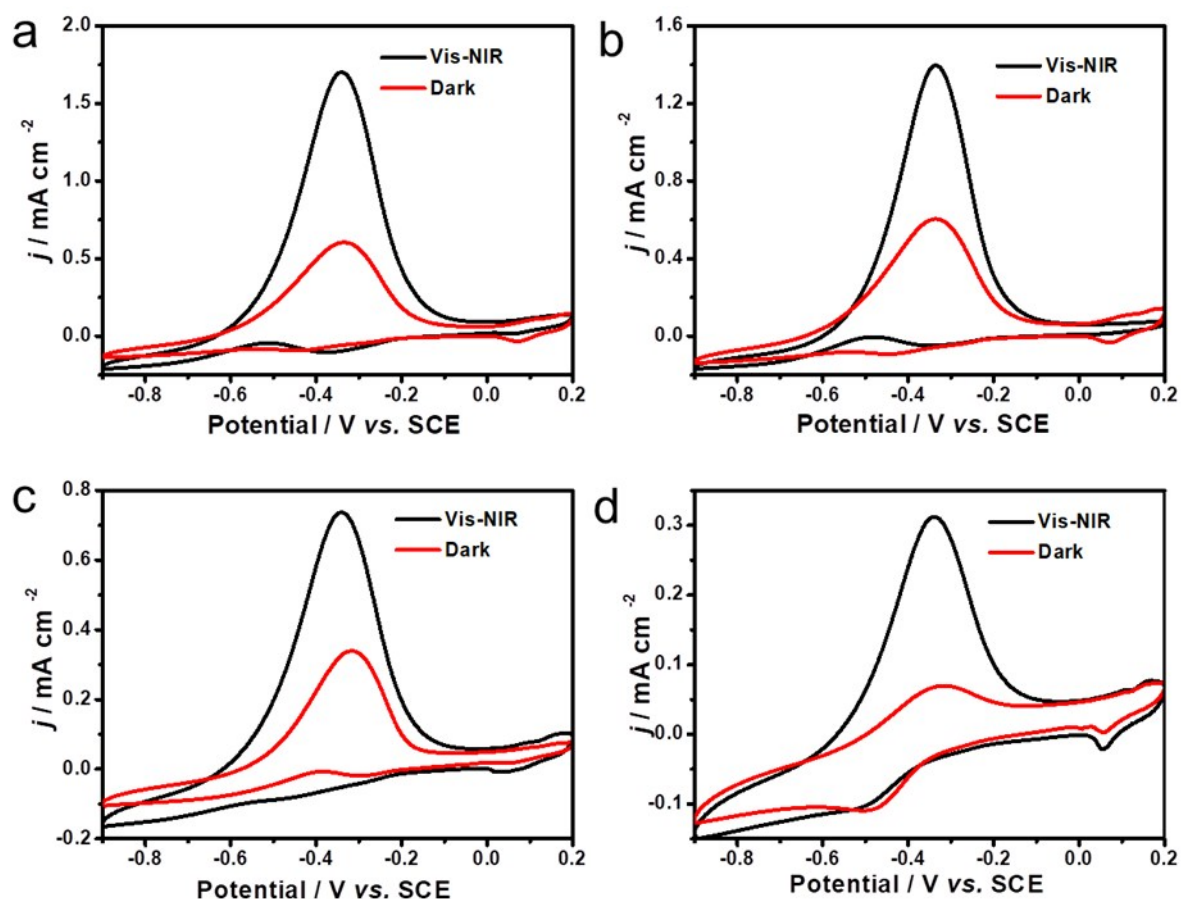 a
2.0
1.5
1.0
0.5
0.0
j / mA cm -2
Vis-NIR
Dark
-0.8 -0.6 -0.4 -0.2 0.0 0.2
Potential / V vs. SCE
b
1.6
1.2
0.8
0.4
0.0
j / mA cm -2
Vis-NIR
Dark
-0.8 -0.6 -0.4 -0.2 0.0 0.2
Potential / V vs. SCE
c
0.8
0.6
0.4
0.2
0.0
-0.2
j / mA cm -2
Vis-NIR
Dark
-0.8 -0.6 -0.4 -0.2 0.0 0.2
Potential / V vs. SCE
d
0.3
0.2
0.1
0.0
-0.1
j / mA cm -2
Vis-NIR
Dark
-0.8 -0.6 -0.4 -0.2 0.0 0.2
Potential / V vs. SCE